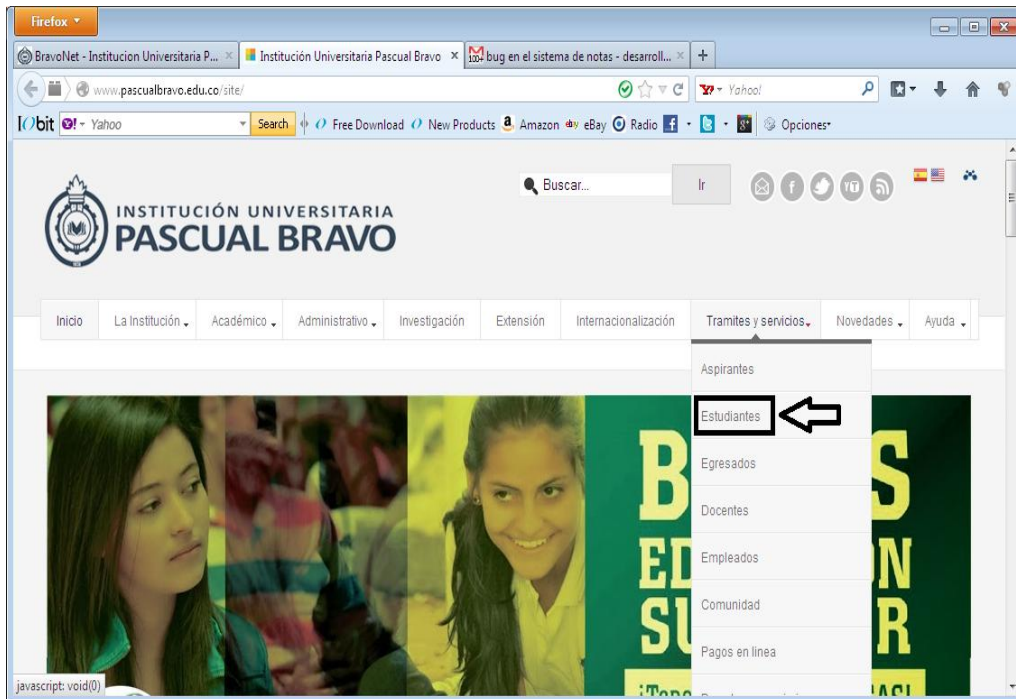 Firefox
BravoNet - Institucion Universitaria P...
Institución Universitaria Pascual Bravo
bug en el sistema de notas - desarroll...
www.pascualbravo.edu.co/site/
Yahoo!
IObit
Yahoo
Search
Free Download
New Products
Amazon
eBay
Radio
Opciones
Buscar...
Ir
INSTITUCIÓN UNIVERSITARIA
PASCUAL BRAVO
Inicio
La Institución
Académico
Administrativo
Investigación
Extensión
Internacionalización
Tramites y servicios
Novedades
Ayuda
Aspirantes
Estudiantes
Egresados
Docentes
Empleados
Comunidad
Pagos en linea
javascript: void(0)